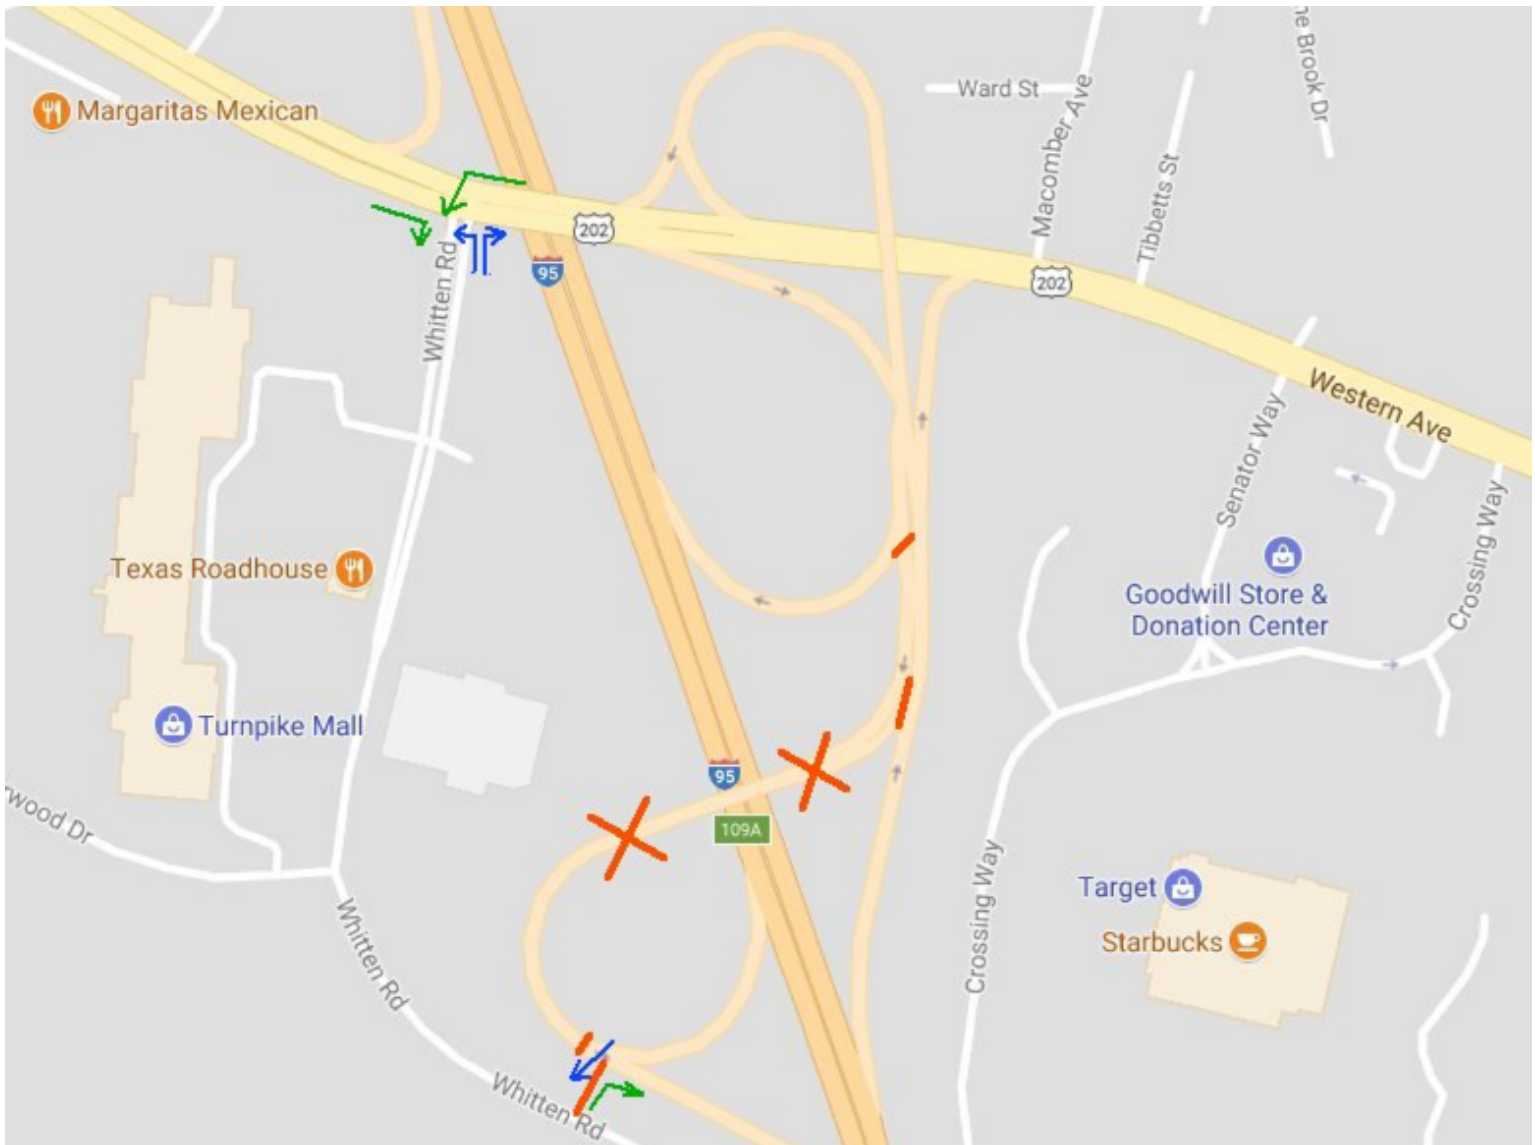 ne Brook Dr
Ward St
Macomber Ave
Margaritas Mexican
Tibbetts St
202
95
202
Whitten Rd
Western Ave
Senator Way
Crossing Way
Texas Roadhouse
Goodwill Store &
Donation Center
Turnpike Mall
95
109A
rwood Dr
Crossing Way
Target
Starbucks
Whitten Rd
Whitten Rd